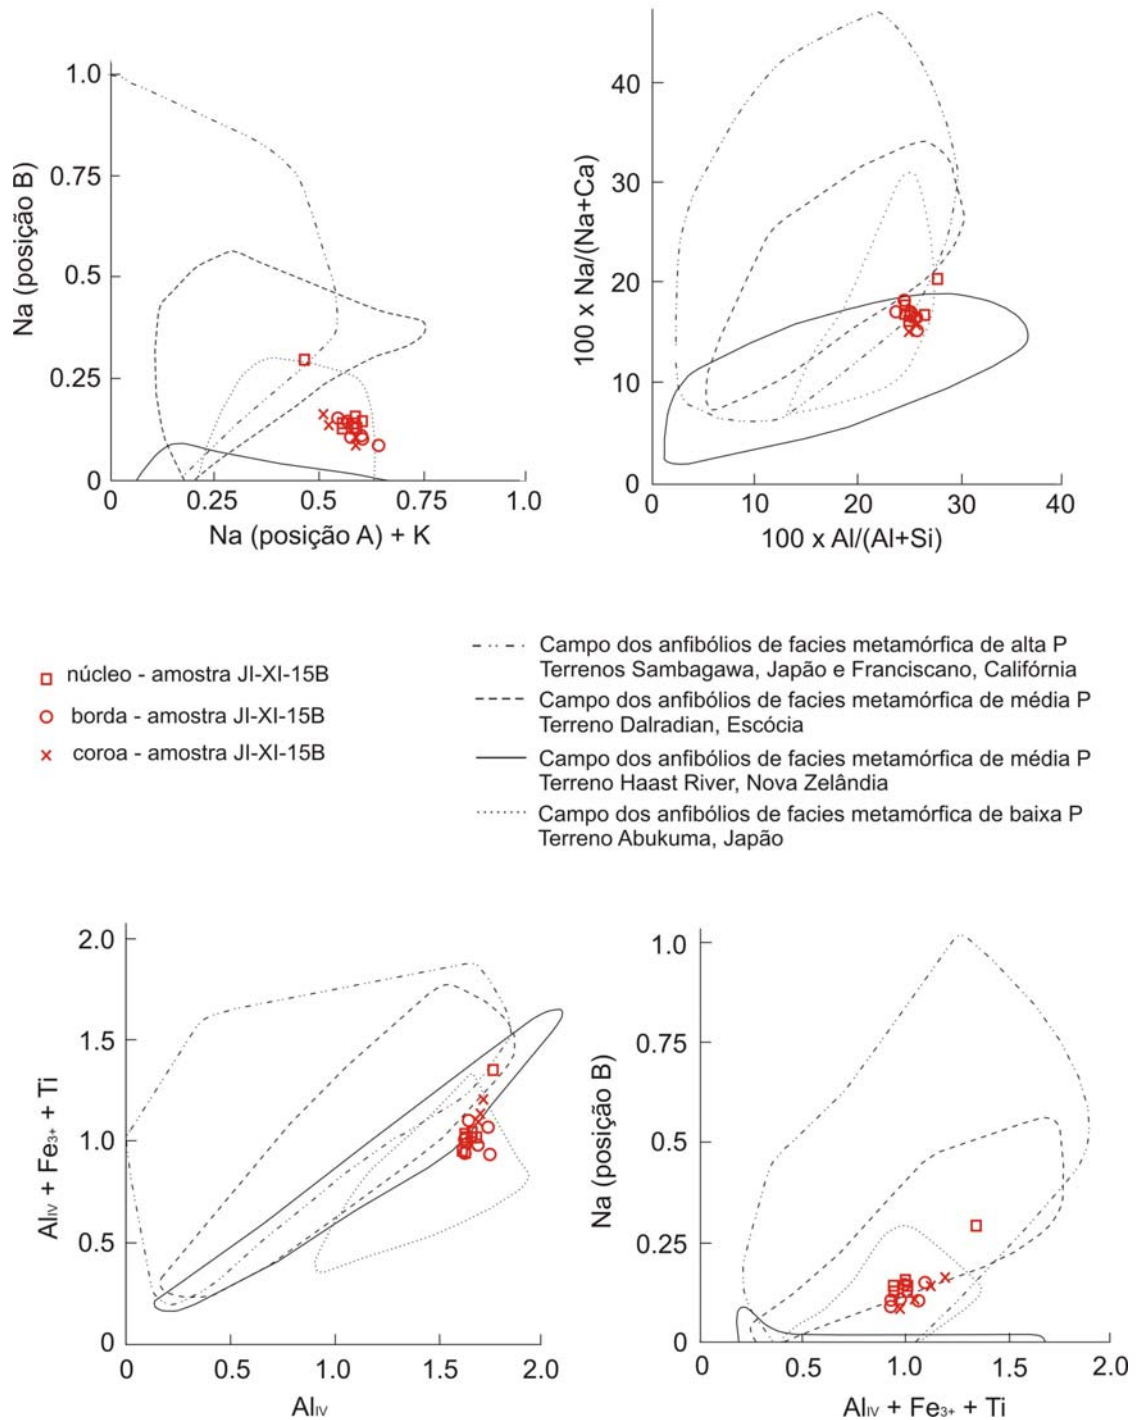 1.0
0.75
0.5
0.25
0
Na (posição B)
0
0.25
0.5
0.75
1.0
Na (posição A) + K
40
30
20
10
0
100 x Na/(Na+Ca)
0
10
20
30
40
100 x Al/(Al+Si)
núcleo - amostra JI-XI-15B
borda - amostra JI-XI-15B
coroa - amostra JI-XI-15B
Campo dos anfibólios de facies metamórfica de alta P
Terrenos Sambagawa, Japão e Franciscano, Califórnia
Campo dos anfibólios de facies metamórfica de média P
Terreno Dalradian, Escócia
Campo dos anfibólios de facies metamórfica de média P
Terreno Haast River, Nova Zelândia
Campo dos anfibólios de facies metamórfica de baixa P
Terreno Abukuma, Japão
2.0
1.5
1.0
0.5
0
AlIV + Fe3+ + Ti
0
0.5
1.0
1.5
2.0
AlIV
1.0
0.75
0.5
0.25
0
Na (posição B)
0
0.5
1.0
1.5
2.0
AlIV + Fe3+ + Ti